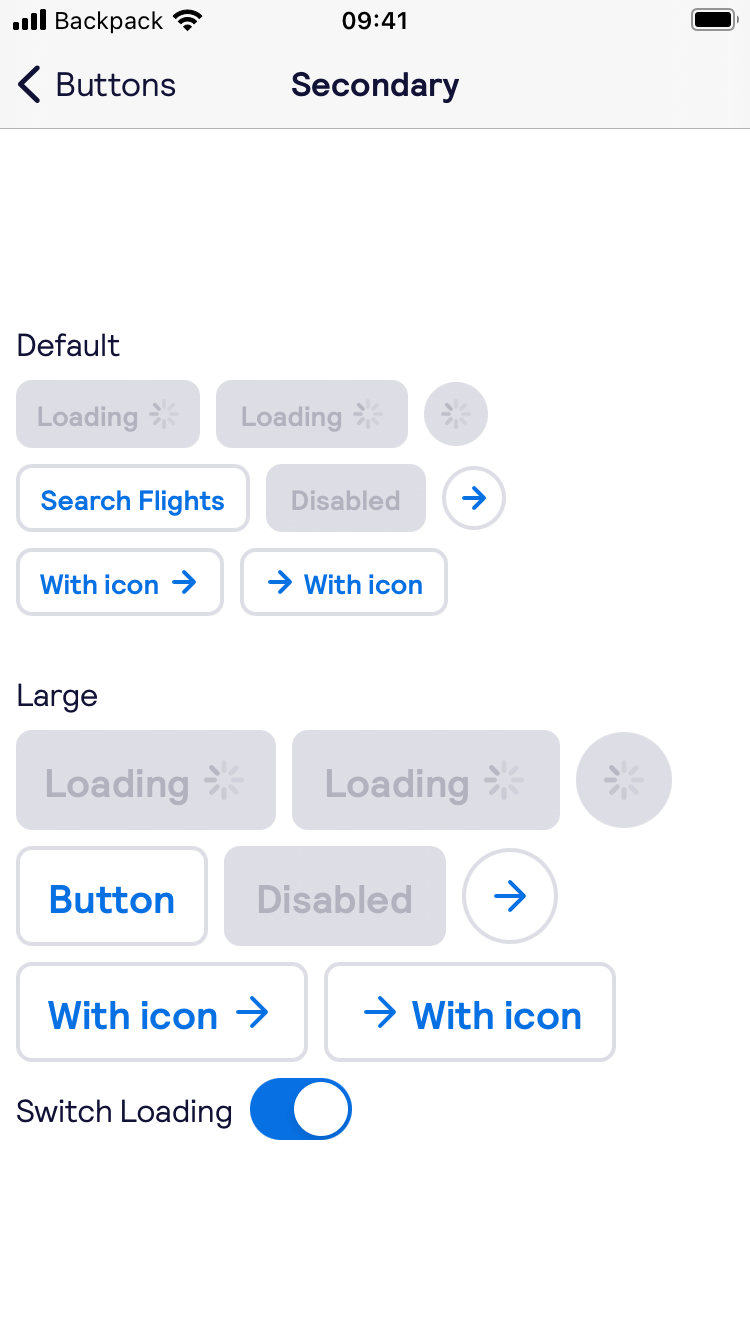 Backpack 09:41
Buttons Secondary
Default
Loading Loading
Search Flights Disabled
With icon With icon
Large
Loading Loading
Button Disabled
With icon With icon
Switch Loading